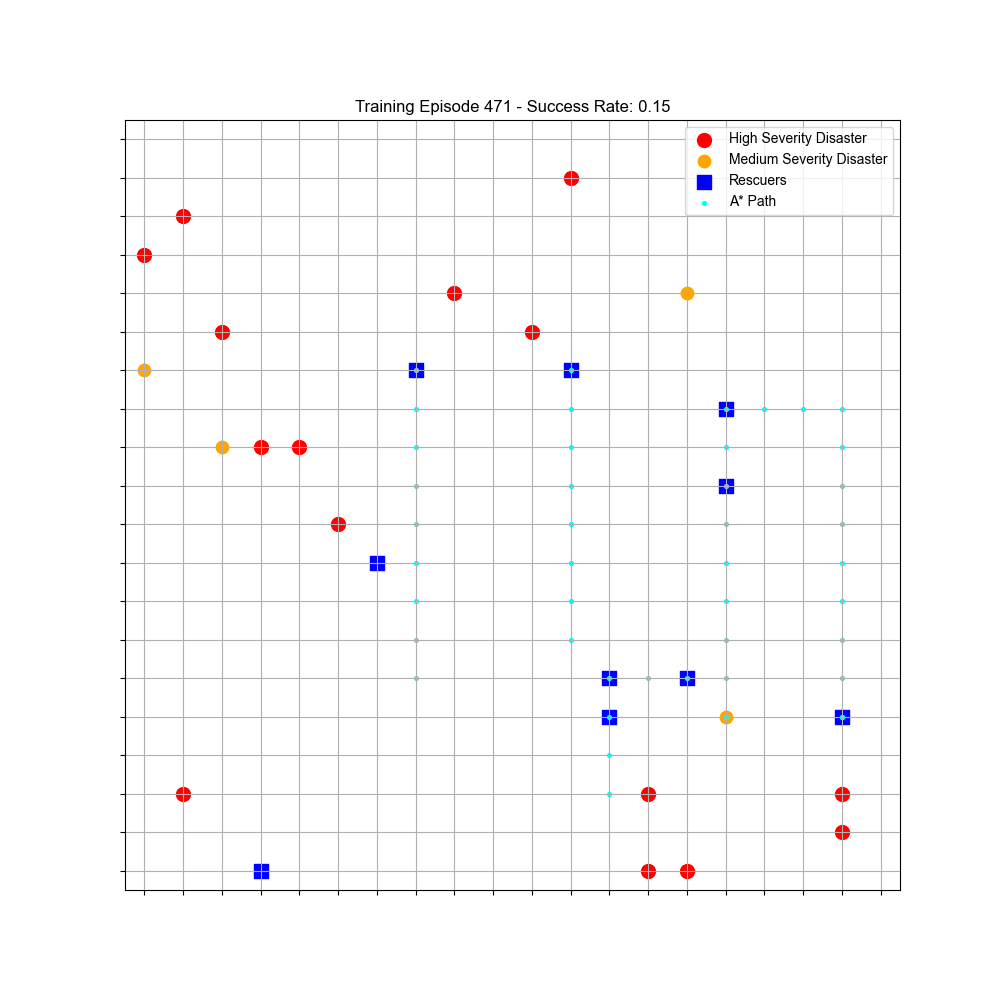 Training Episode 471 - Success Rate: 0.15
High Severity Disaster
Medium Severity Disaster
Rescuers
A* Path